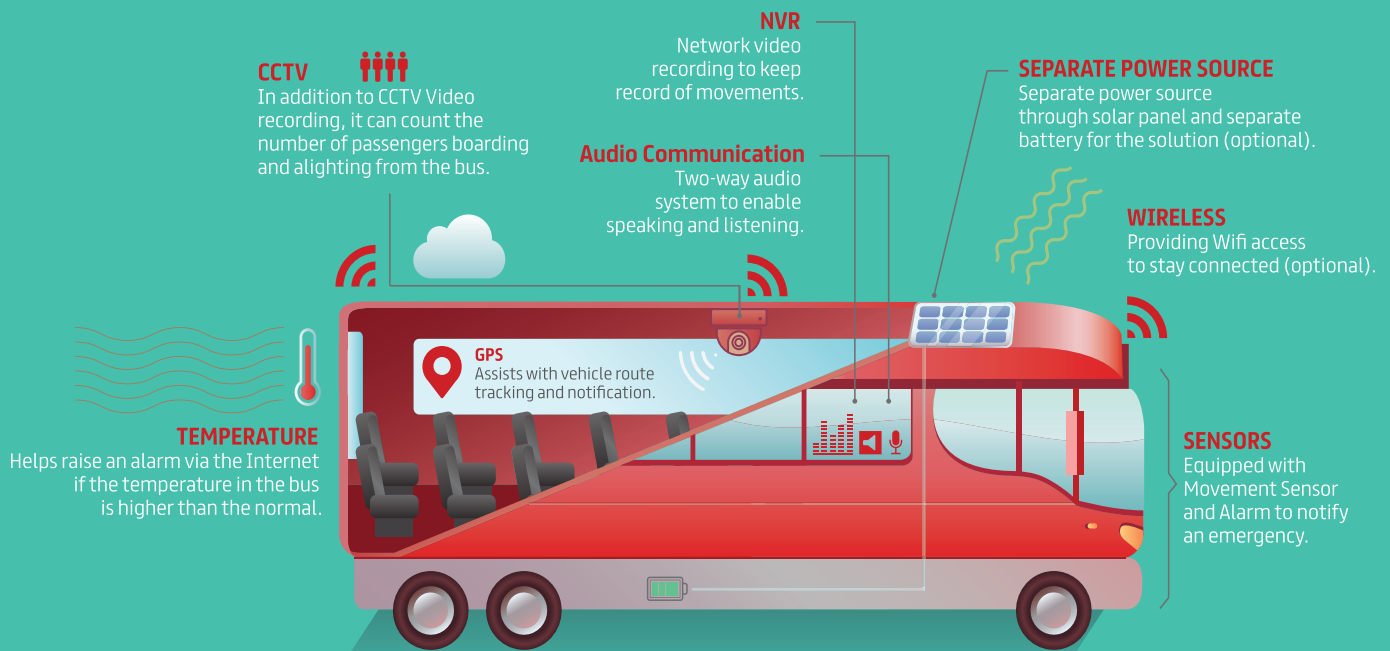 NVR
Network video
recording to keep
record of movements.
CCTV
In addition to CCTV Video
recording, it can count the
number of passengers boarding
and alighting from the bus.
SEPARATE POWER SOURCE
Separate power source
through solar panel and separate
battery for the solution (optional).
Audio Communication
Two-way audio
system to enable
speaking and listening.
WIRELESS
Providing Wifi access
to stay connected (optional).
GPS
Assists with vehicle route
tracking and notification.
TEMPERATURE
Helps raise an alarm via the Internet
if the temperature in the bus
is higher than the normal.
SENSORS
Equipped with
Movement Sensor
and Alarm to notify
an emergency.